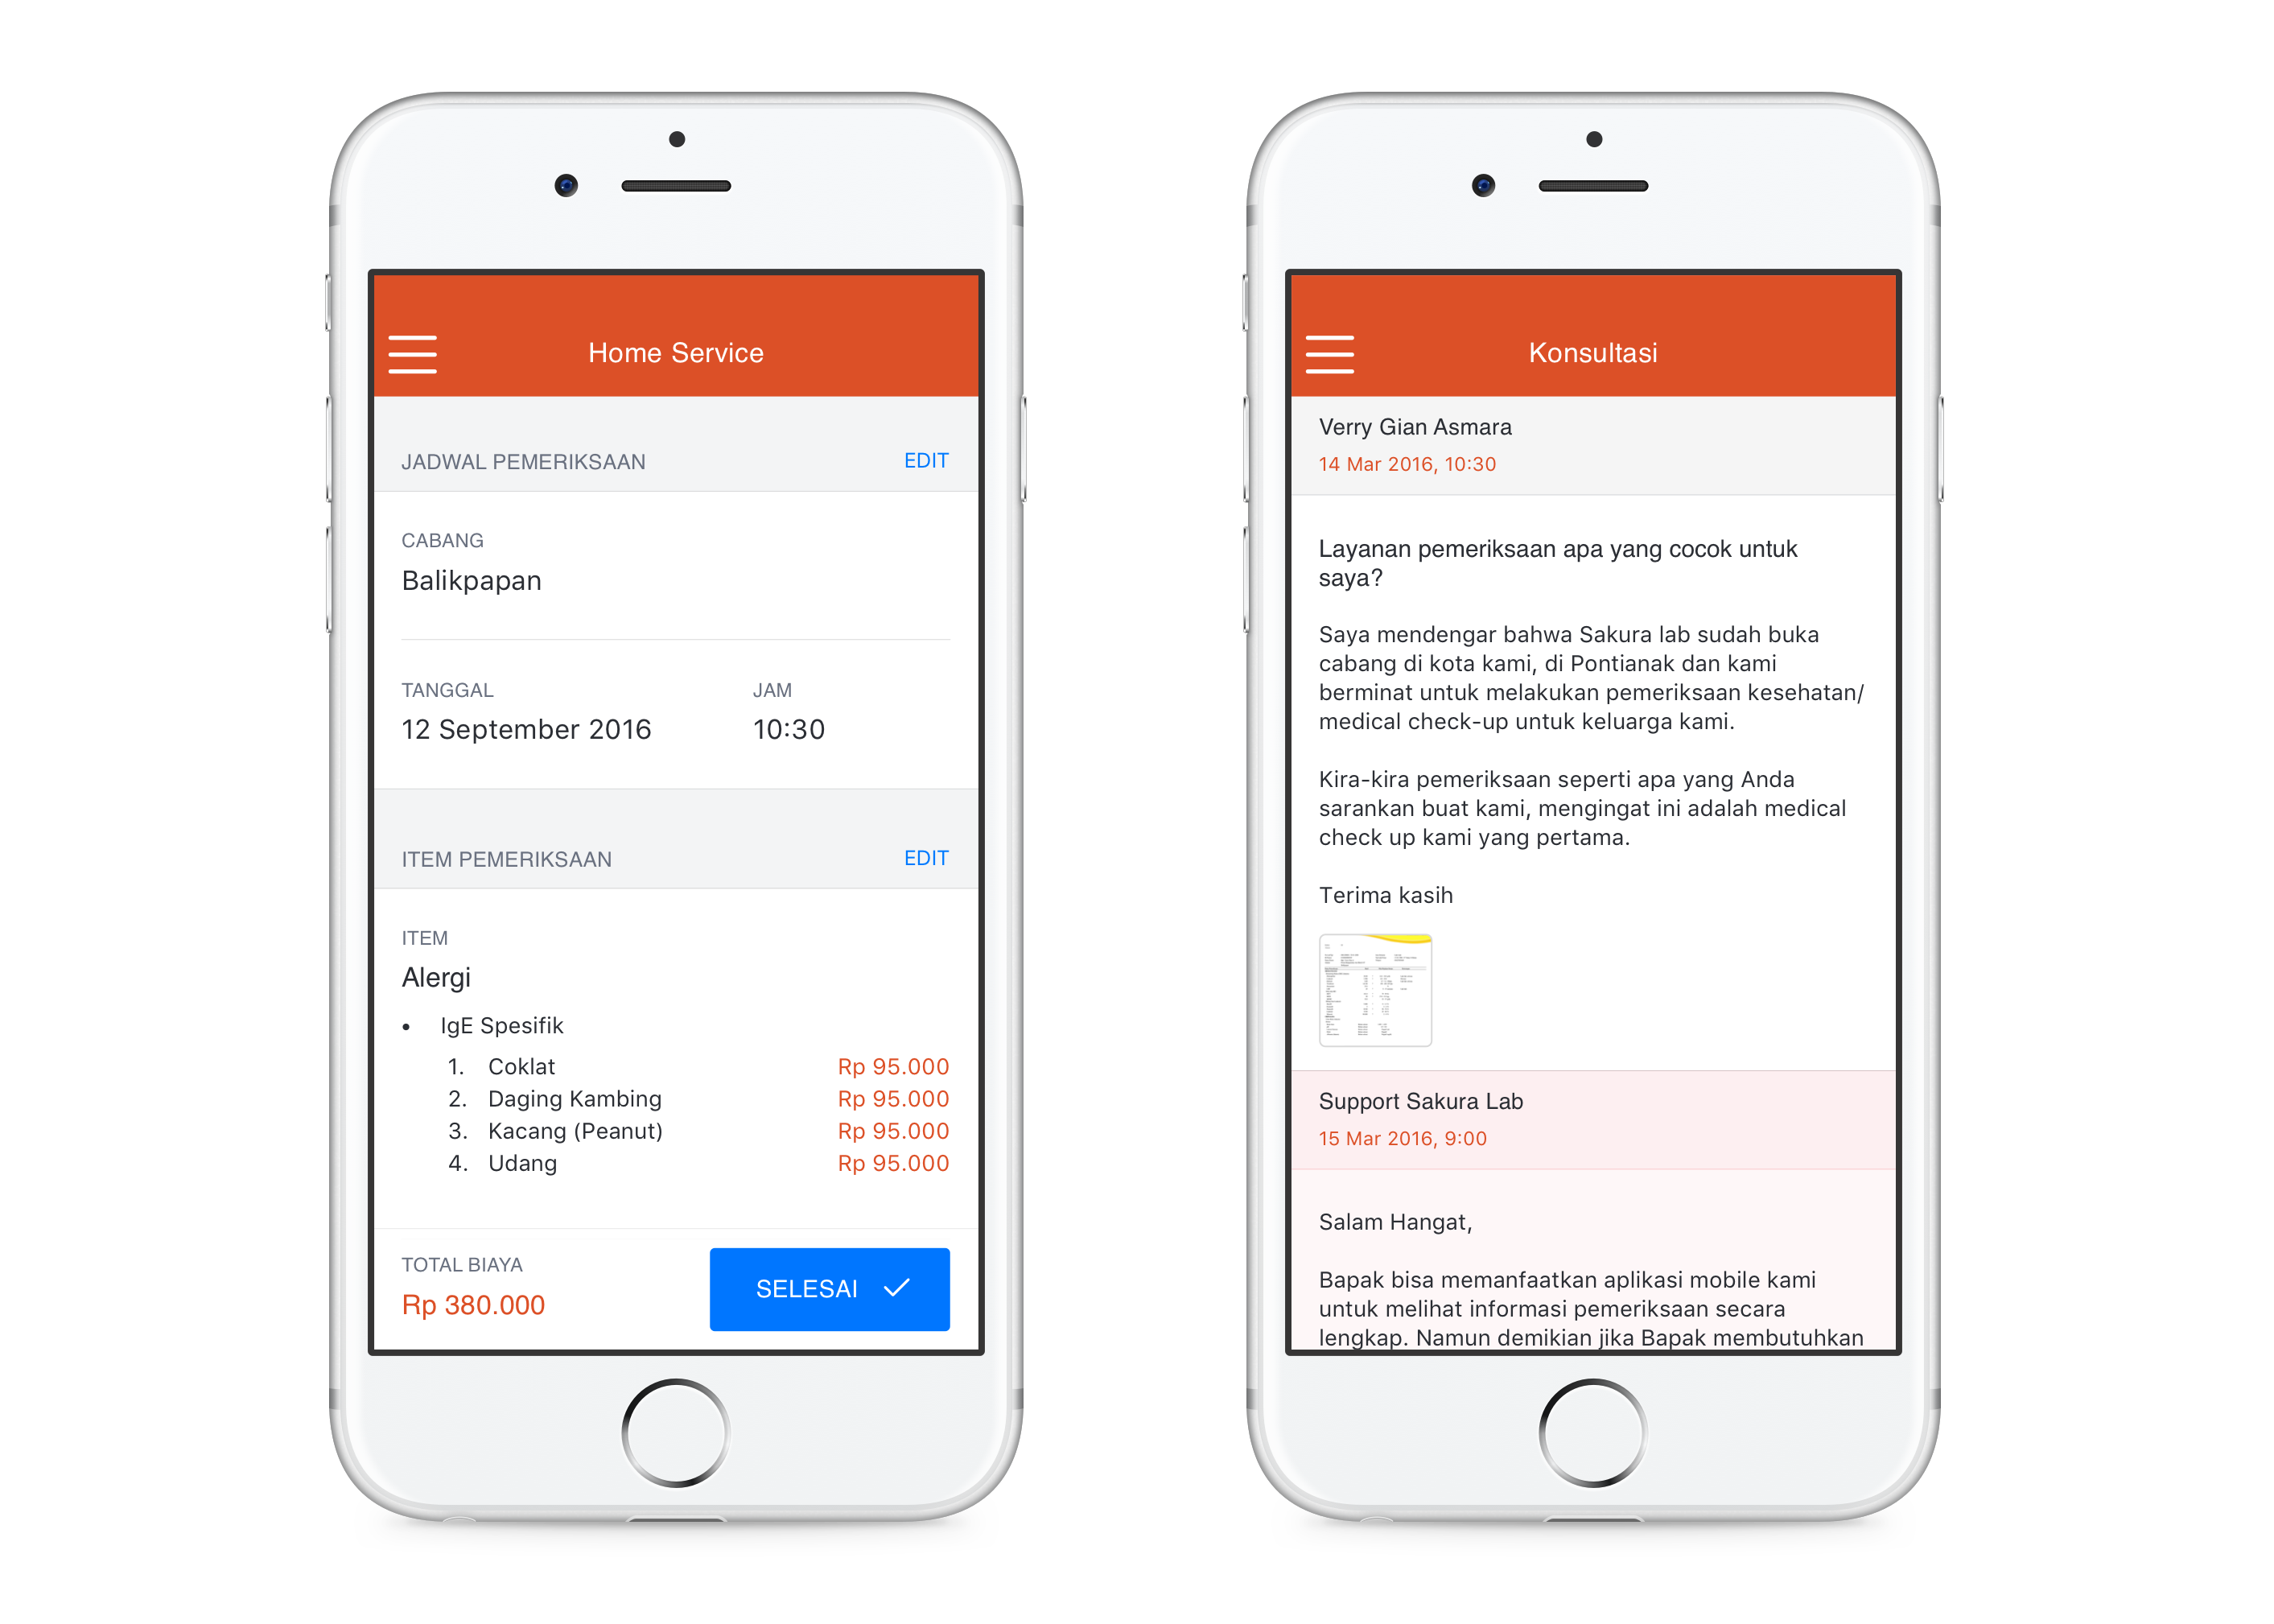 Home Service
JADWAL PEMERIKSAAN EDIT
CABANG
Balikpapan
TANGGAL JAM
12 September 2016 10:30
ITEM PEMERIKSAAN EDIT
ITEM
Alergi
• IgE Spesifik
1. Coklat Rp 95.000
2. Daging Kambing Rp 95.000
3. Kacang (Peanut) Rp 95.000
4. Udang Rp 95.000
TOTAL BIAYA
Rp 380.000
SELESAI
Konsultasi
Verry Gian Asmara
14 Mar 2016, 10:30
Layanan pemeriksaan apa yang cocok untuk
saya?
Saya mendengar bahwa Sakura lab sudah buka
cabang di kota kami, di Pontianak dan kami
berminat untuk melakukan pemeriksaan kesehatan/
medical check-up untuk keluarga kami.
Kira-kira pemeriksaan seperti apa yang Anda
sarankan buat kami, mengingat ini adalah medical
check up kami yang pertama.
Terima kasih
Support Sakura Lab
15 Mar 2016, 9:00
Salam Hangat,
Bapak bisa memanfaatkan aplikasi mobile kami
untuk melihat informasi pemeriksaan secara
lengkap. Namun demikian jika Bapak membutuhkan